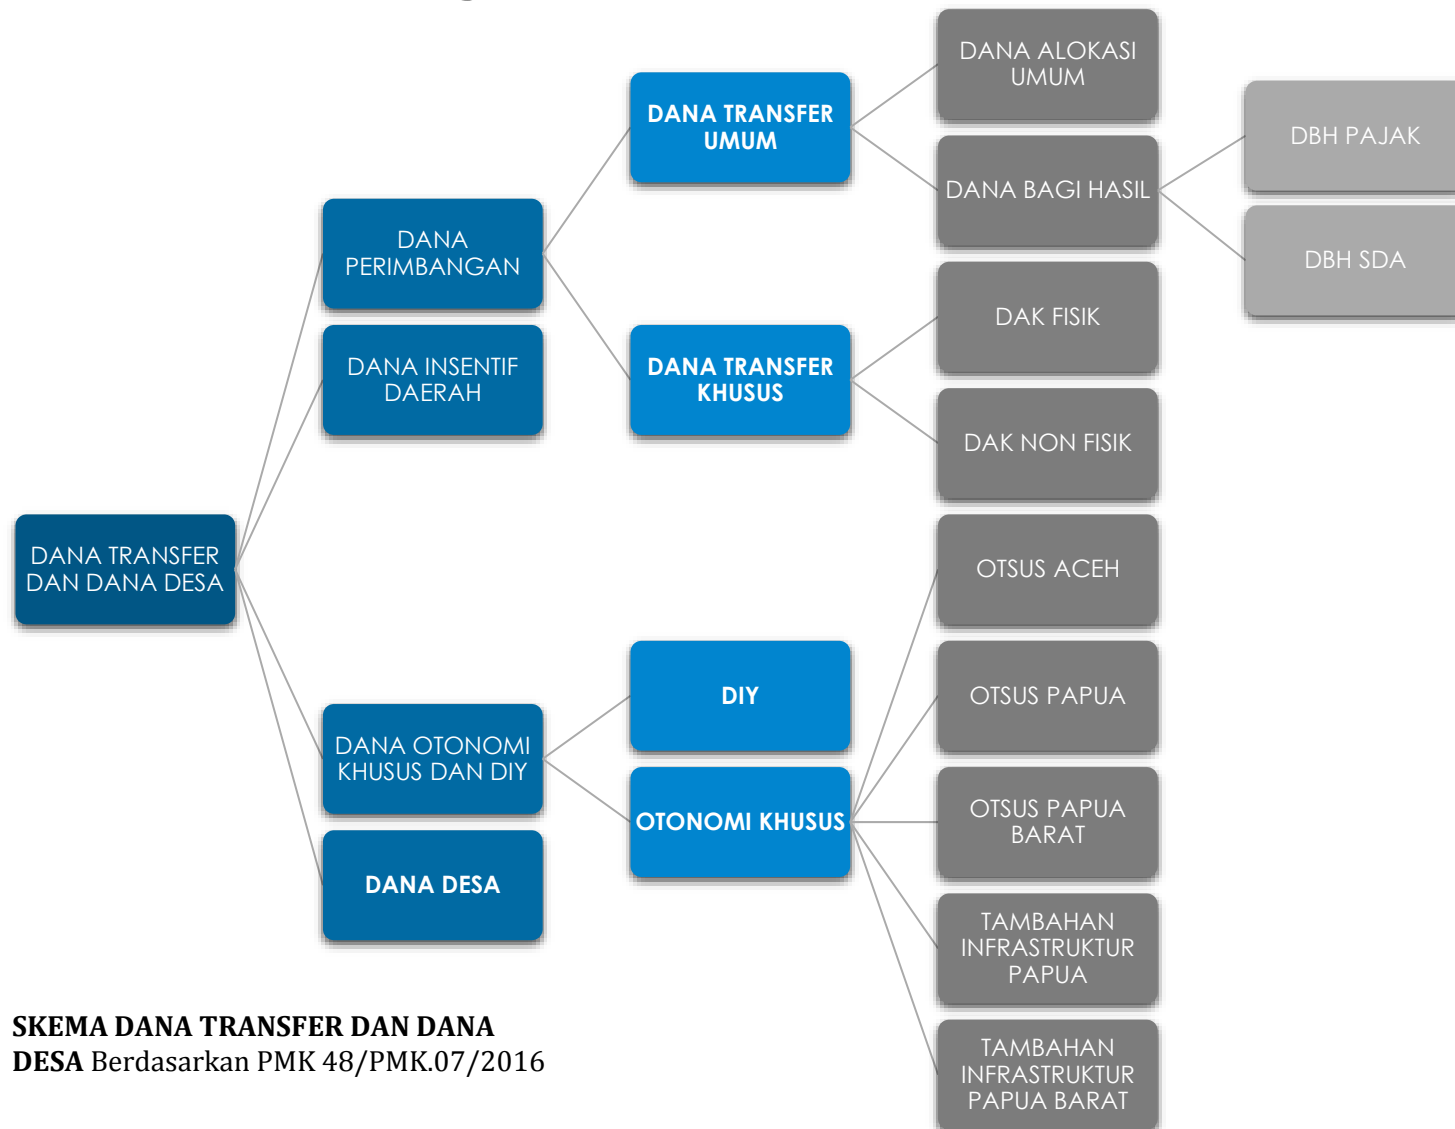 DANA TRANSFER
DAN DANA DESA
DANA
PERIMBANGAN
DANA INSENTIF
DAERAH
DANA OTONOMI
KHUSUS DAN DIY
DANA DESA
DANA TRANSFER
UMUM
DANA TRANSFER
KHUSUS
DIY
OTONOMI KHUSUS
DANA ALOKASI
UMUM
DANA BAGI HASIL
DAK FISIK
DAK NON FISIK
OTSUS ACEH
OTSUS PAPUA
OTSUS PAPUA
BARAT
TAMBAHAN
INFRASTRUKTUR
PAPUA
TAMBAHAN
INFRASTRUKTUR
PAPUA BARAT
DBH PAJAK
DBH SDA
SKEMA DANA TRANSFER DAN DANA
DESA Berdasarkan PMK 48/PMK.07/2016